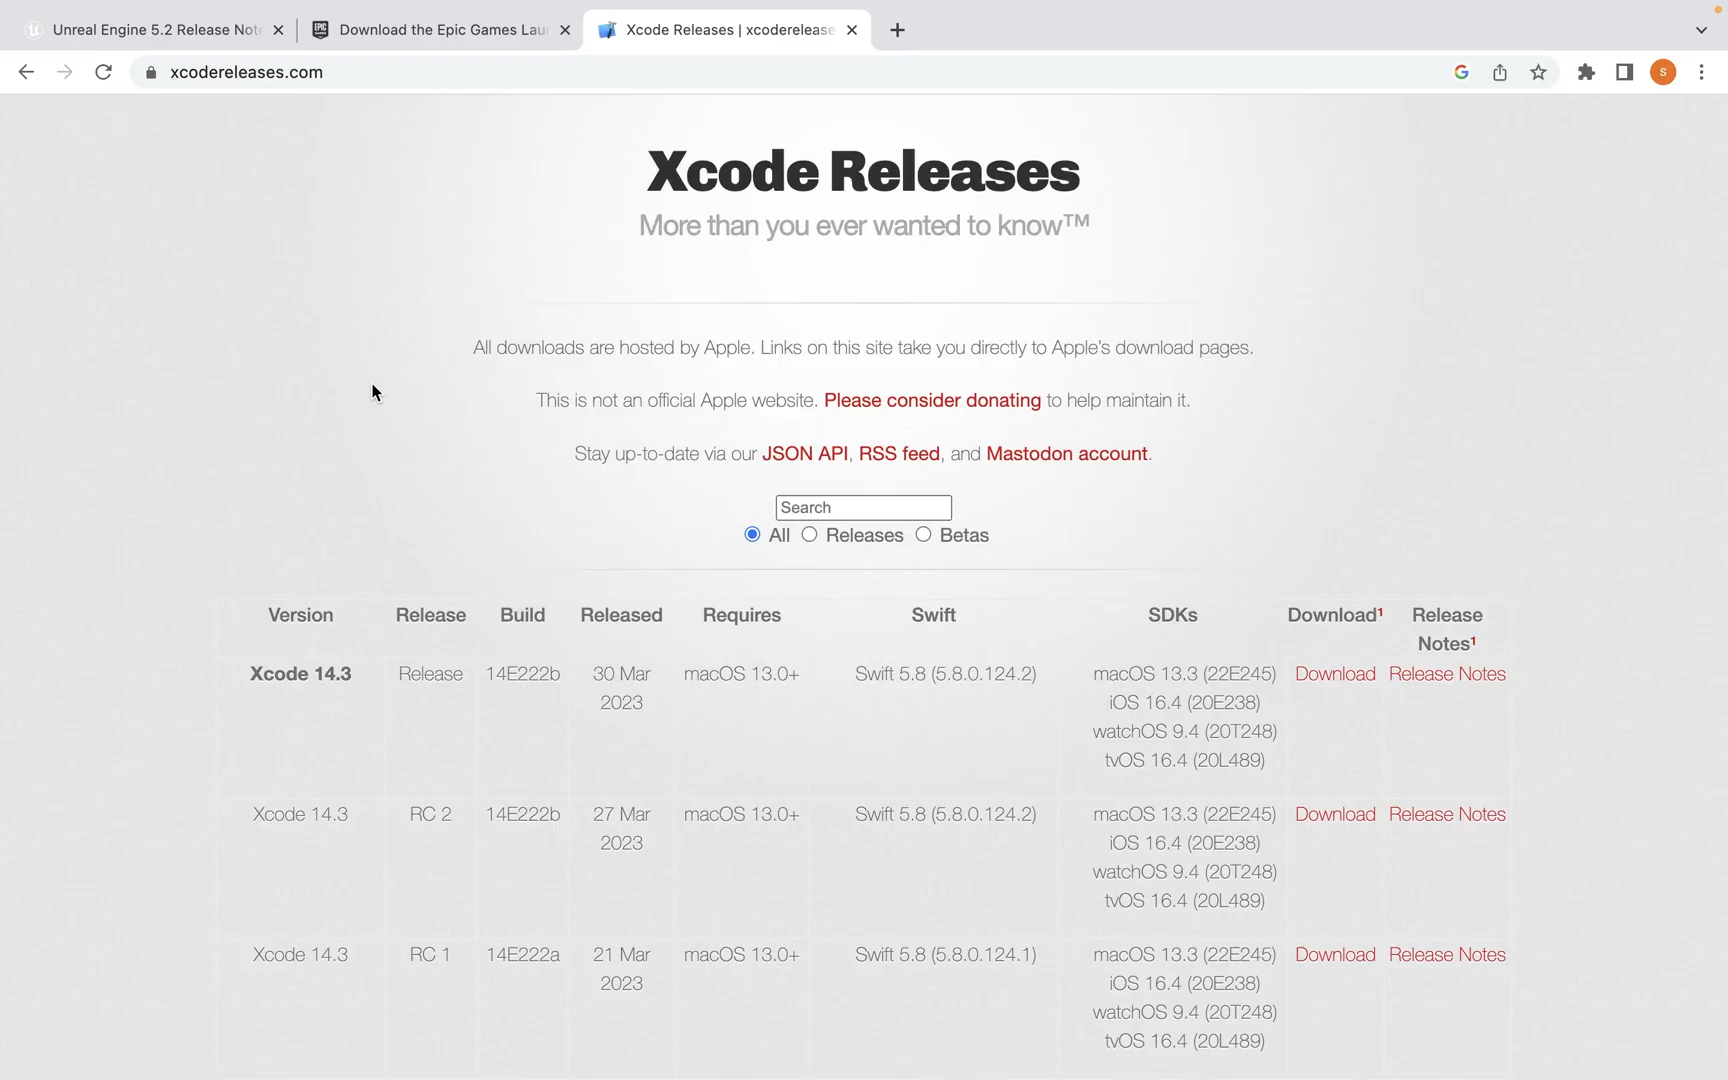 Unreal Engine 5.2 Release Note
Download the Epic Games Laun
Xcode Releases | xcoderelease
xcodereleases.com
S
Xcode Releases
More than you ever wanted to know™
All downloads are hosted by Apple. Links on this site take you directly to Apple's download pages.
This is not an official Apple website. Please consider donating to help maintain it.
Stay up-to-date via our JSON API, RSS feed, and Mastodon account.
Search
All Releases Betas
Version Release Build Released Requires Swift SDKs Download¹ Release
Notes¹
Xcode 14.3 Release 14E222b 30 Mar macOS 13.0+ Swift 5.8 (5.8.0.124.2) macOS 13.3 (22E245) Download Release Notes
2023 iOS 16.4 (20E238)
watchOS 9.4 (20T248)
tvOS 16.4 (20L489)
Xcode 14.3 RC 2 14E222b 27 Mar macOS 13.0+ Swift 5.8 (5.8.0.124.2) macOS 13.3 (22E245) Download Release Notes
2023 iOS 16.4 (20E238)
watchOS 9.4 (20T248)
tvOS 16.4 (20L489)
Xcode 14.3 RC 1 14E222a 21 Mar macOS 13.0+ Swift 5.8 (5.8.0.124.1) macOS 13.3 (22E245) Download Release Notes
2023 iOS 16.4 (20E238)
watchOS 9.4 (20T248)
tvOS 16.4 (20L489)